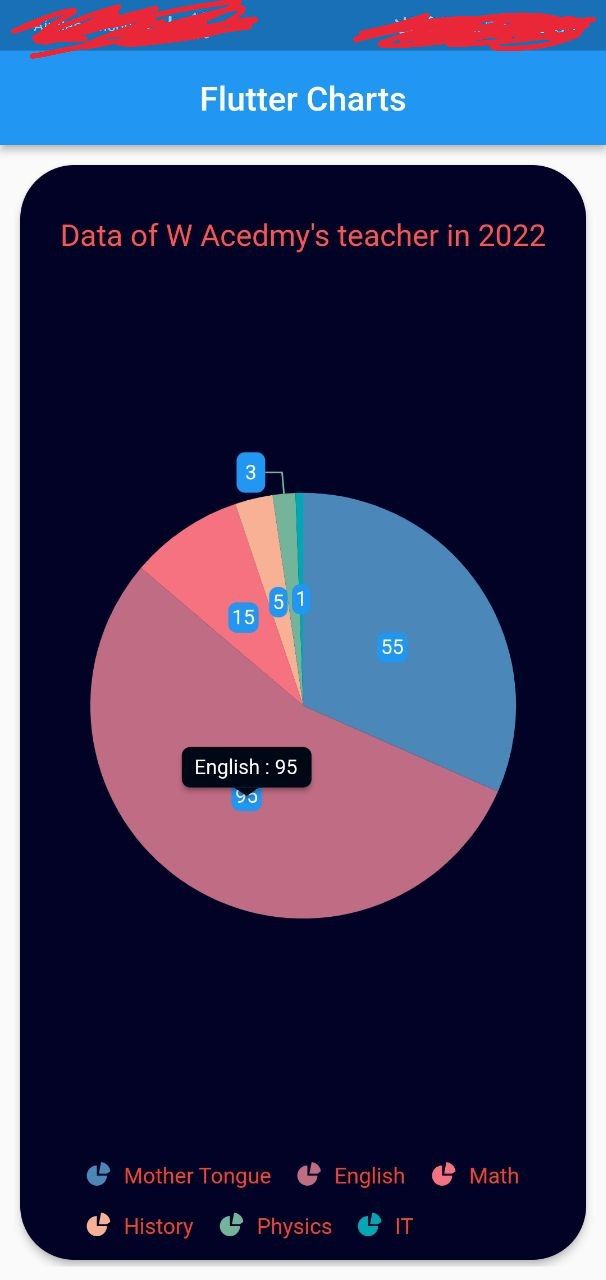 Flutter Charts
Data of W Acedmy's teacher in 2022
3
5
1
15
55
English : 95
95
Mother Tongue English Math
History Physics IT